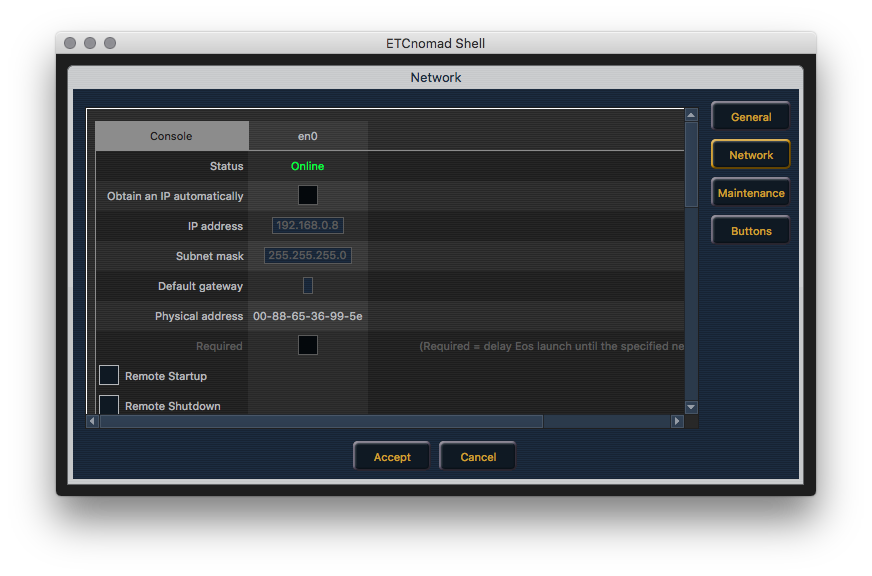 ETCnomad Shell
Network
Console en0
Status Online
Obtain an IP automatically
IP address 192.168.0.8
Subnet mask 255.255.255.0
Default gateway
Physical address 00-88-65-36-99-5e
Required (Required = delay Eos launch until the specified ne
Remote Startup
Remote Shutdown
General
Network
Maintenance
Buttons
Accept Cancel